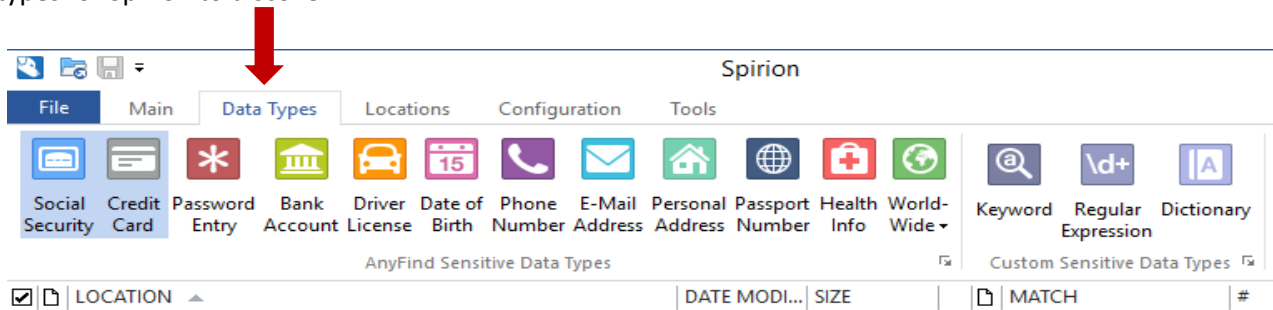 Spirion
File Main Data Types Locations Configuration Tools
15 \d+ A
Social Security Credit Card Password Entry Bank Account Driver License Date of Birth Phone Number E-Mail Address Personal Address Passport Number Health Info World-Wide Keyword Regular Expression Dictionary
AnyFind Sensitive Data Types Custom Sensitive Data Types
LOCATION DATE MODI... SIZE MATCH #